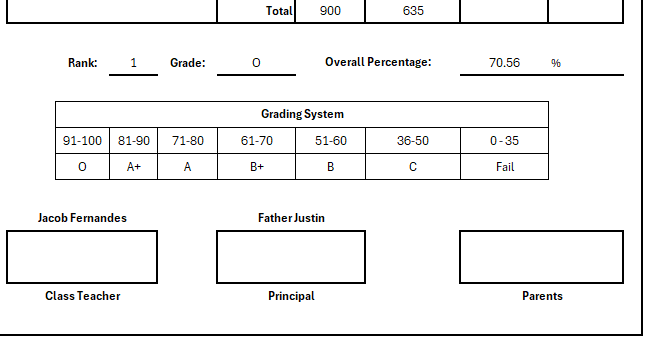 Total 900 635
Rank: 1 Grade: O Overall Percentage: 70.56 %
Grading System
91-100 81-90 71-80 61-70 51-60 36-50 0-35
O A+ A B+ B C Fail
Jacob Fernandes Father Justin
Class Teacher Principal Parents